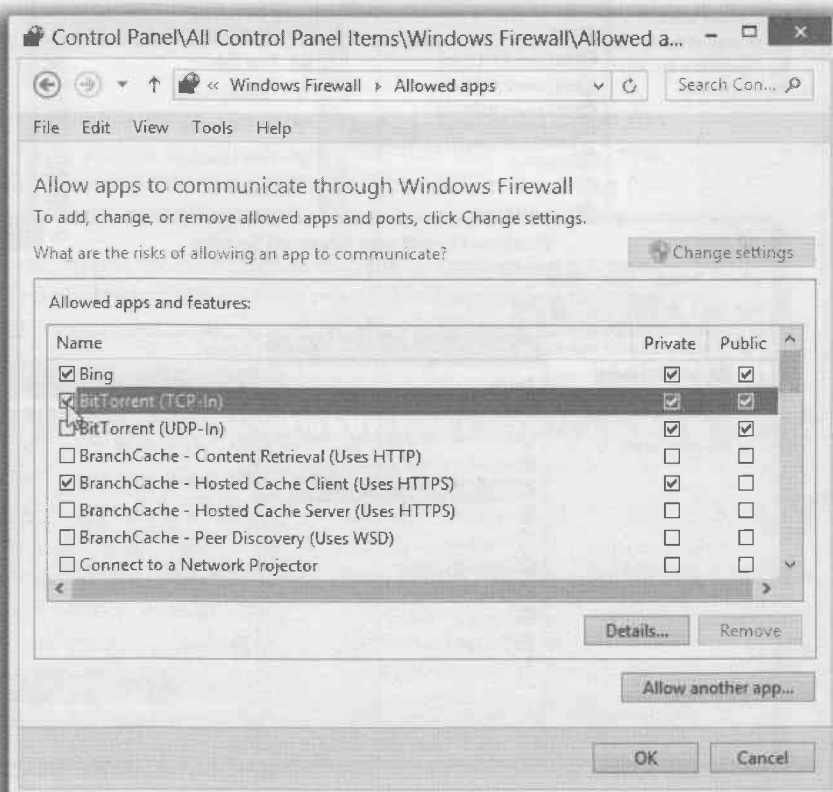 Control Panel\All Control Panel Items\Windows Firewall\Allowed a...
« Windows Firewall Allowed apps Search Con...
File Edit View Tools Help
Allow apps to communicate through Windows Firewall
To add, change, or remove allowed apps and ports, click Change settings.
What are the risks of allowing an app to communicate? Change settings
Allowed apps and features:
Name Private Public
Bing
BitTorrent (TCP-In)
BitTorrent (UDP-In)
BranchCache - Content Retrieval (Uses HTTP)
BranchCache - Hosted Cache Client (Uses HTTPS)
BranchCache - Hosted Cache Server (Uses HTTPS)
BranchCache - Peer Discovery (Uses WSD)
Connect to a Network Projector
Details... Remove
Allow another app...
OK Cancel